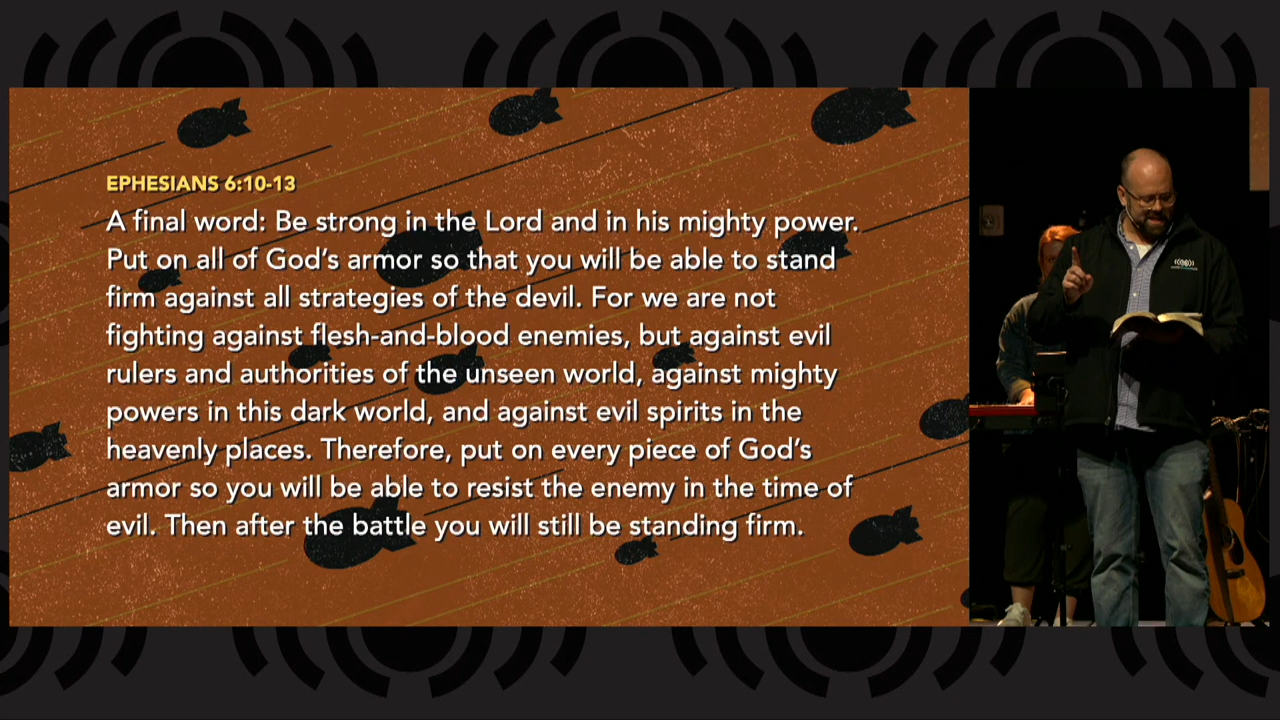 EPHESIANS 6:10-13
A final word: Be strong in the Lord and in his mighty power.
Put on all of God's armor so that you will be able to stand
firm against all strategies of the devil. For we are not
fighting against flesh-and-blood enemies, but against evil
rulers and authorities of the unseen world, against mighty
powers in this dark world, and against evil spirits in the
heavenly places. Therefore, put on every piece of God's
armor so you will be able to resist the enemy in the time of
evil. Then after the battle you will still be standing firm.